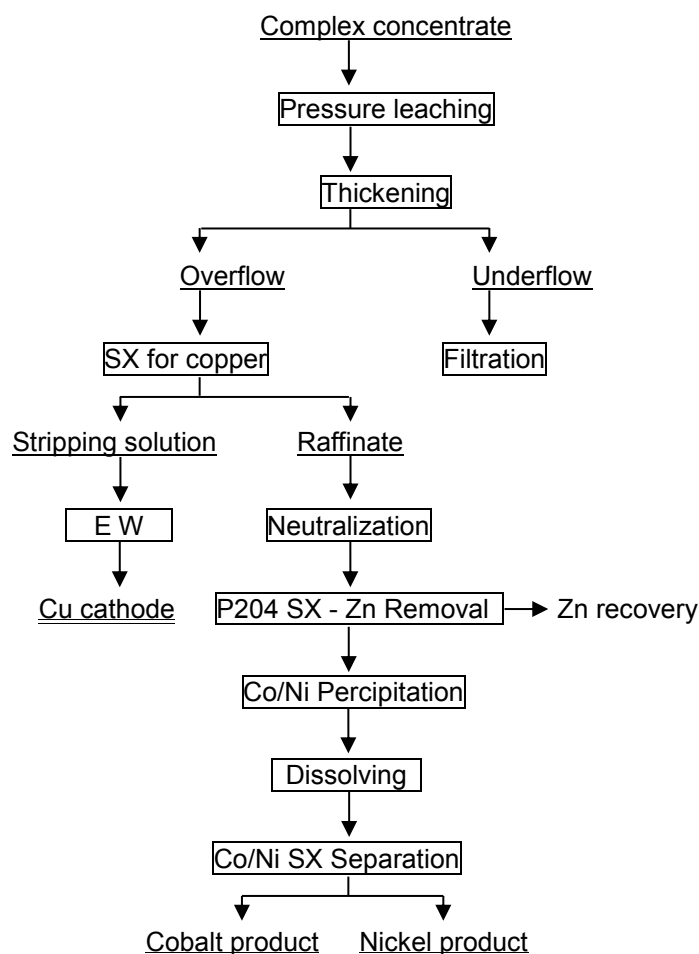 Complex concentrate
Pressure leaching
Thickening
Overflow
Underflow
SX for copper
Filtration
Stripping solution
Raffinate
E W
Neutralization
Cu cathode
P204 SX - Zn Removal
Zn recovery
Co/Ni Percipitation
Dissolving
Co/Ni SX Separation
Cobalt product
Nickel product